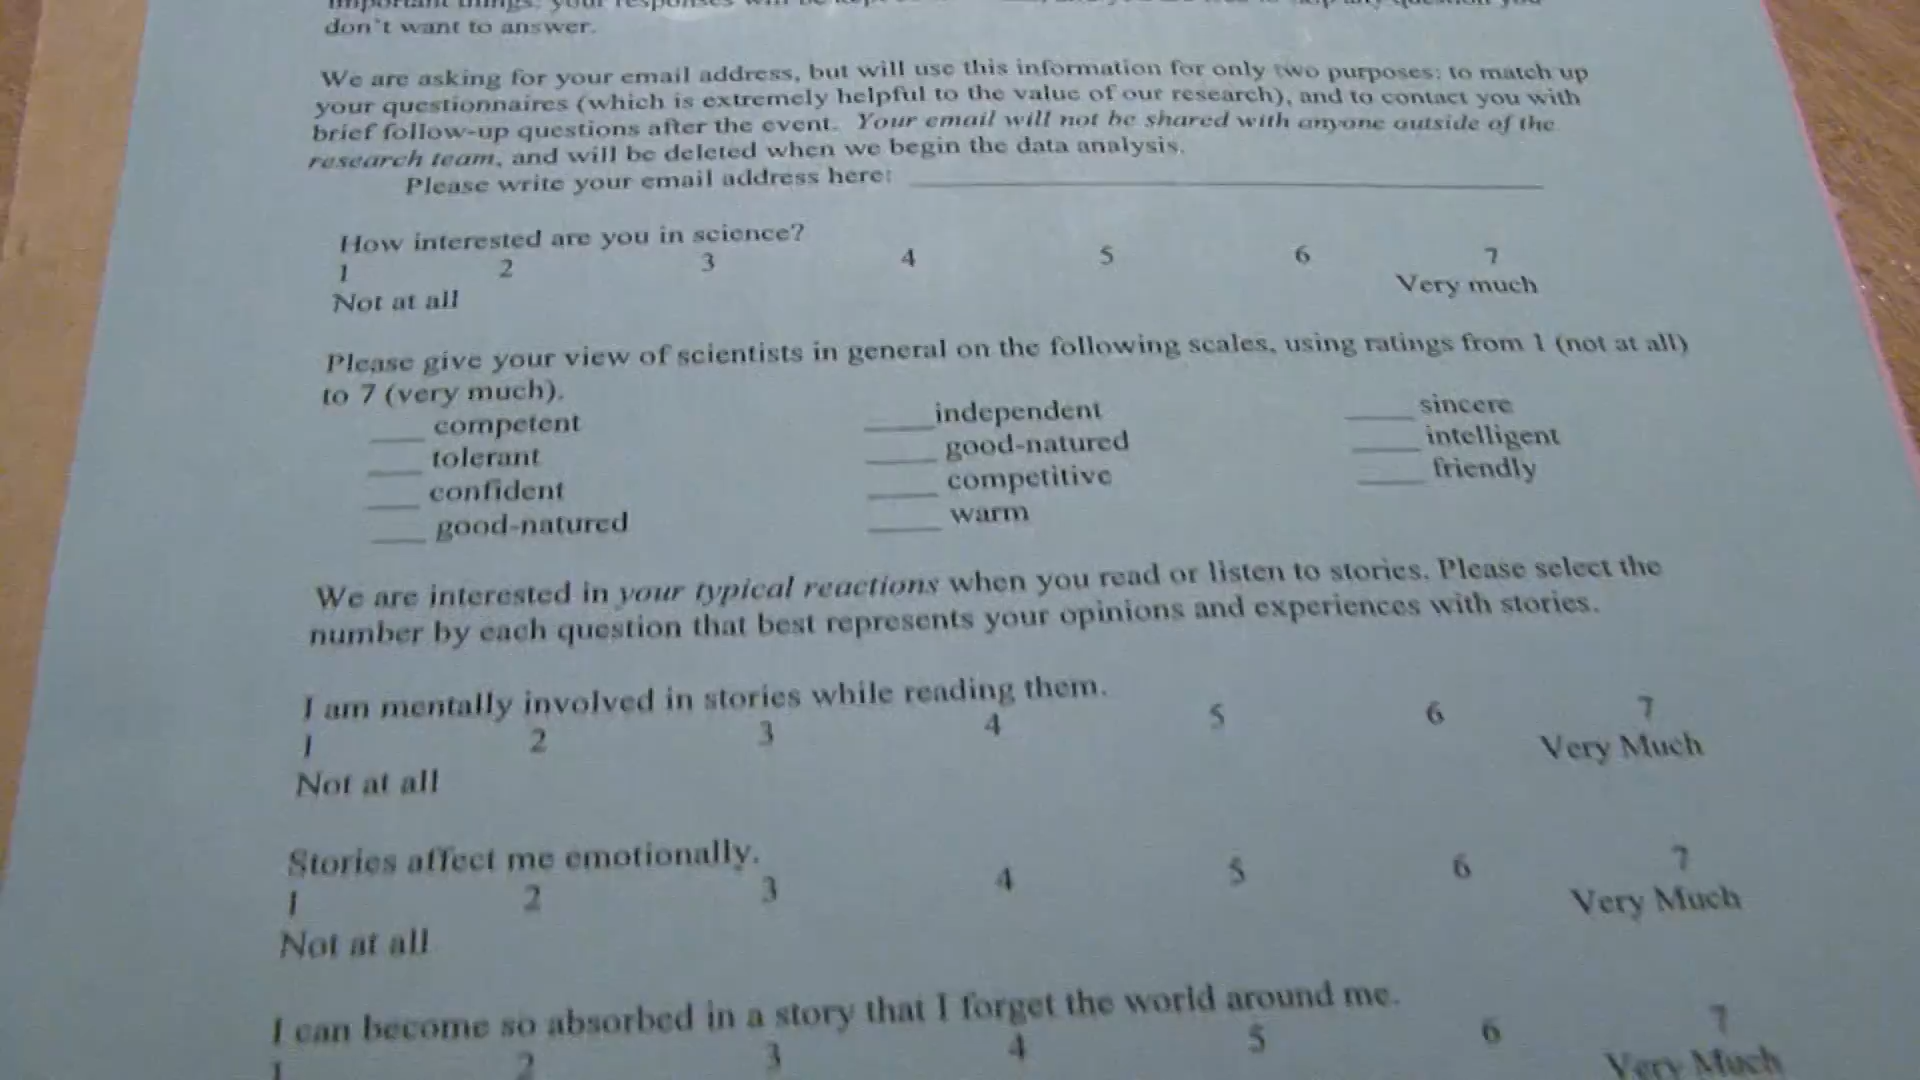 important things: your responses will be kept
don't want to answer.
We are asking for your email address, but will use this information for only two purposes: to match up
your questionnaires (which is extremely helpful to the value of our research), and to contact you with
brief follow-up questions after the event. Your email will not be shared with anyone outside of the
research team, and will be deleted when we begin the data analysis.
Please write your email address here:
How interested are you in science?
1 2 3 4 5 6 7
Not at all Very much
Please give your view of scientists in general on the following scales, using ratings from 1 (not at all)
to 7 (very much).
competent independent sincere
tolerant good-natured intelligent
confident competitive friendly
good-natured warm
We are interested in your typical reactions when you read or listen to stories. Please select the
number by each question that best represents your opinions and experiences with stories.
I am mentally involved in stories while reading them.
1 2 3 4 5 6 7
Not at all Very Much
Stories affect me emotionally.
1 2 3 4 5 6 7
Not at all Very Much
I can become so absorbed in a story that I forget the world around me.
1 2 3 4 5 6 7
Very Much